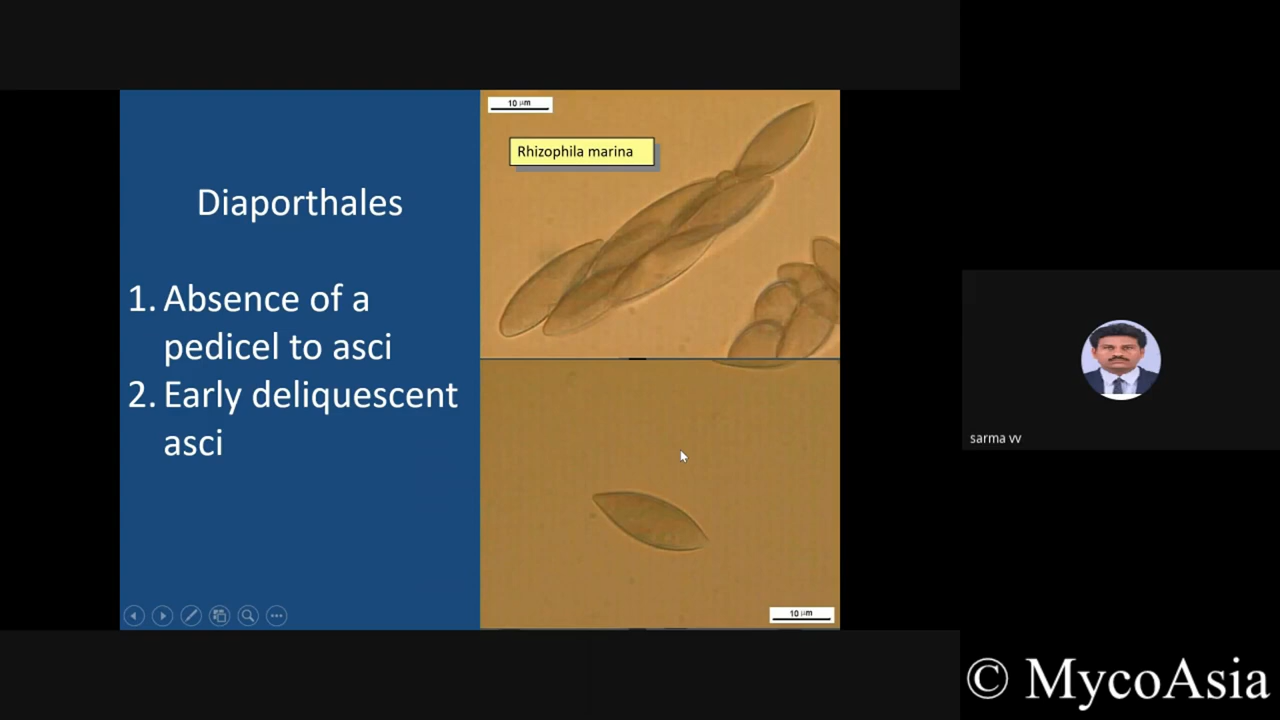 10 µm
Rhizophila marina
Diaporthales
1. Absence of a
pedicel to asci
2. Early deliquescent
asci
10 µm
sarma vv
© MycoAsia